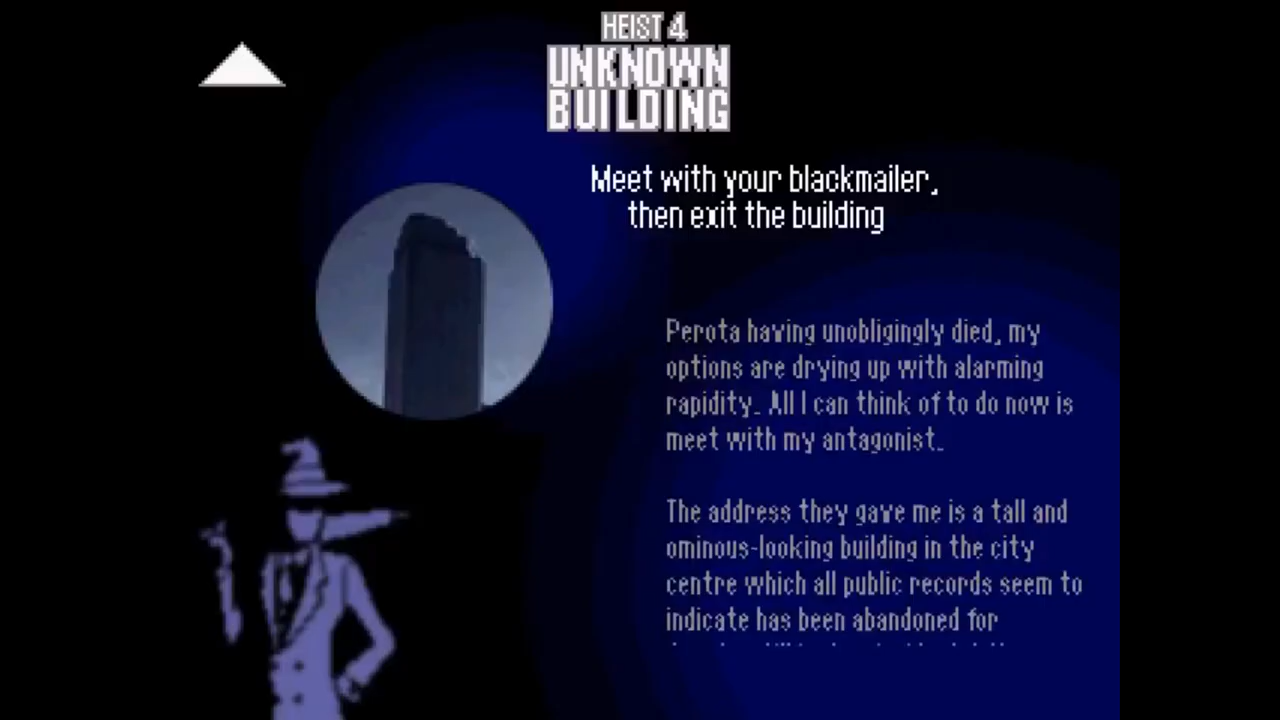 HEIST 4
UNKNOWN
BUILDING
Meet with your blackmailer,
then exit the building
Perota having unobligingly died, my
options are drying up with alarming
rapidity. All I can think of to do now is
meet with my antagonist.
The address they gave me is a tall and
ominous-looking building in the city
centre which all public records seem to
indicate has been abandoned for